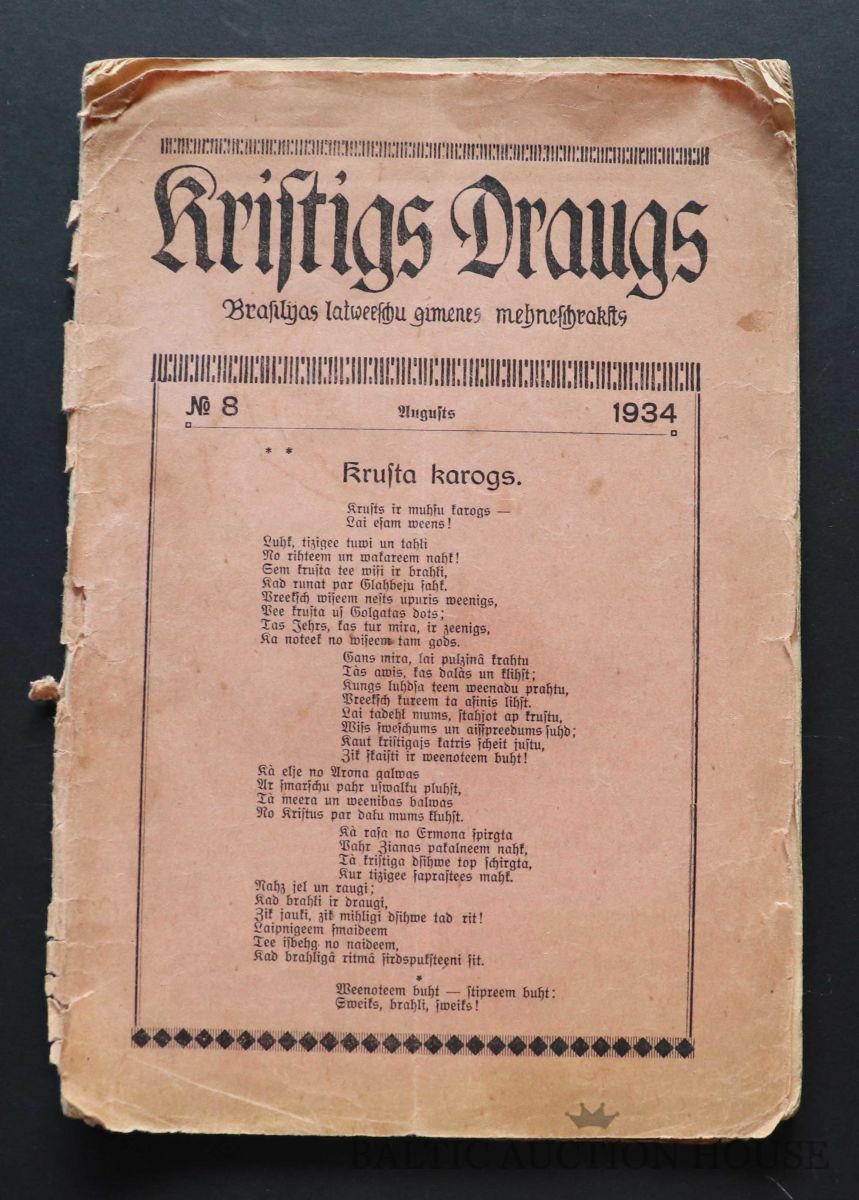 Kriſtigs Draugs
Braſilijas latweeſchu gimenes mehneſchrakſts
№ 8
Auguſts
1934
* *
Kruſta karogs.
Kruſts ir muhſu karogs —
Lai eſam weens!
Luhk, tizigee tuwi un tahli
No rihteem un wakareem nahk!
Sem kruſta tee wiſi ir brahli,
Kad runat par Glahbeju ſahk.
Preekſch wiſeem neſts upuris weenigs,
Pee kruſta uſ Golgatas dots;
Tas Jehrs, kas tur mira, ir zeenigs,
Ka noteek no wiſeem tam gods.
Gans mira, lai pulzinâ krahtu
Tàs awis, kas dalàs un klihſt;
Kungs luhdſa teem weenadu prahtu,
Preekſch kureem ta aſinis lihſt.
Lai tadehl mums, ſtahjot ap kruſtu,
Wiſs ſweſchums un aiſſpreedums ſuhd;
Kaut kriſtigajs katris ſcheit juſtu,
Zik ſkaiſti ir weenoteem buht!
Kà elje no Arona galwas
Ar ſmarſchu pahr uſwalku pluhſt,
Tà meera un weenibas balwas
No Kriſtus par daļu mums kluhſt.
Kà raſa no Ermona ſpirgta
Pahr Zianas pakalneem nahk,
Tà kriſtiga dſihwe top ſchirgta,
Kur tizigee ſapraſtees mahk.
Nahz jel un raugi;
Kad brahli ir draugi,
Zik jauki, zik mihligi dſihwe tad rit!
Laipnigeem ſmaideem
Tee iſbehg no naideem,
Kad brahligâ ritmâ ſirdspukſteeni ſit.
*
Weenoteem buht — ſtipreem buht:
Sweiks, brahli, ſweiks!
BALTIC AUCTION HOUSE